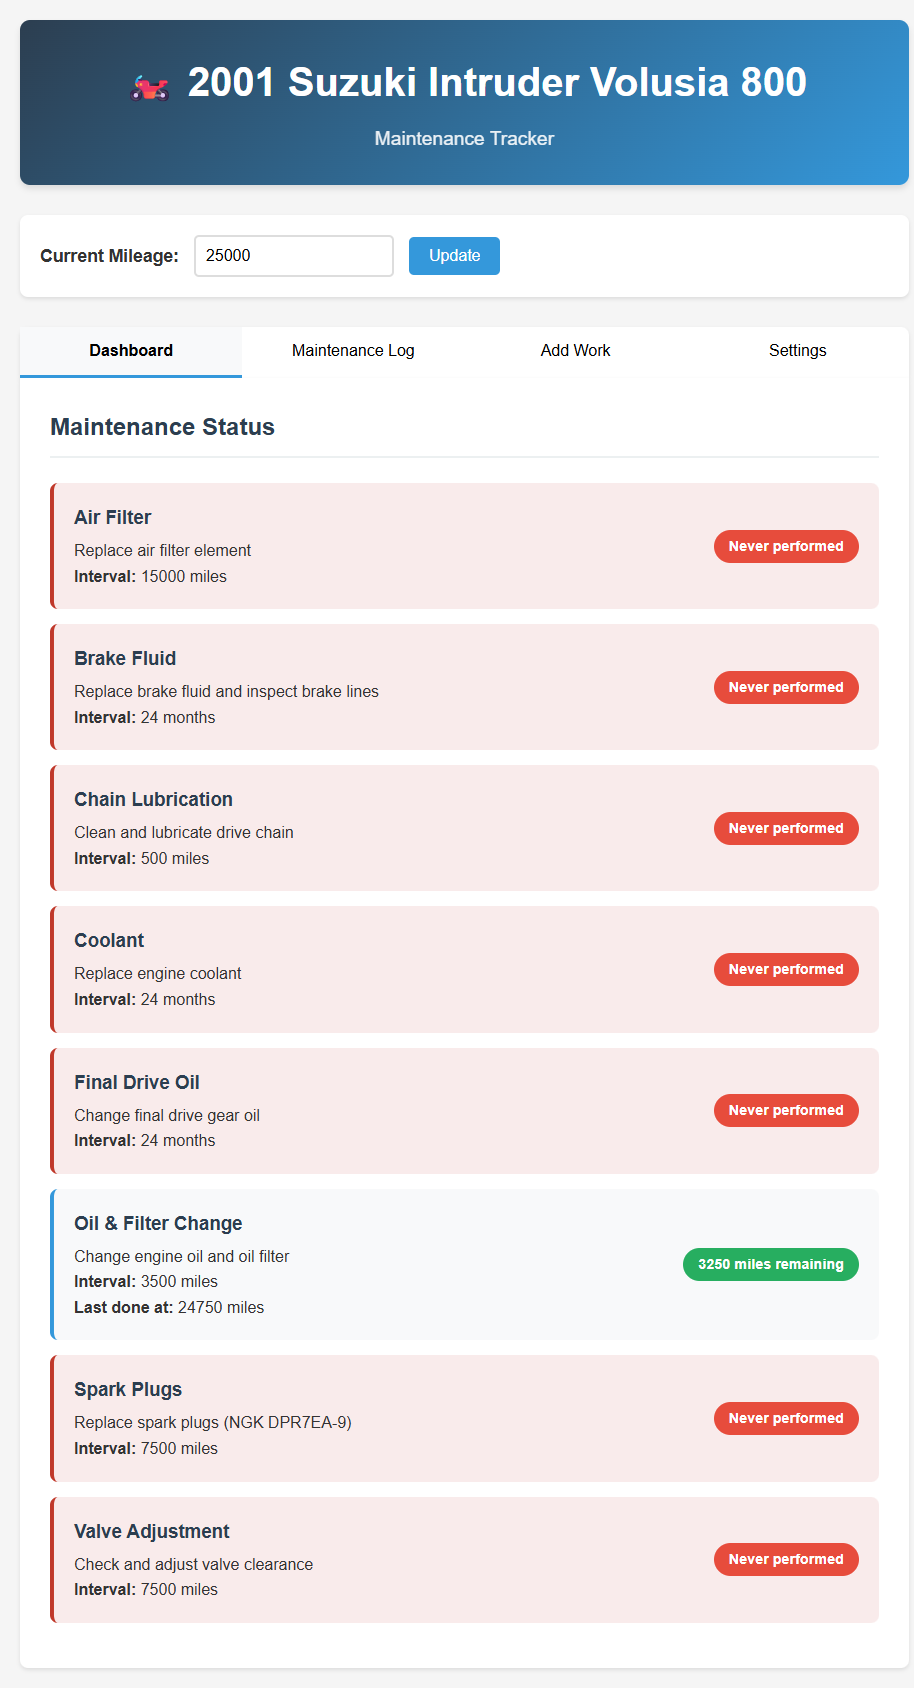 2001 Suzuki Intruder Volusia 800
Maintenance Tracker
Current Mileage: 25000 Update
Dashboard Maintenance Log Add Work Settings
Maintenance Status
Air Filter
Replace air filter element
Interval: 15000 miles
Never performed
Brake Fluid
Replace brake fluid and inspect brake lines
Interval: 24 months
Never performed
Chain Lubrication
Clean and lubricate drive chain
Interval: 500 miles
Never performed
Coolant
Replace engine coolant
Interval: 24 months
Never performed
Final Drive Oil
Change final drive gear oil
Interval: 24 months
Never performed
Oil & Filter Change
Change engine oil and oil filter
Interval: 3500 miles
Last done at: 24750 miles
3250 miles remaining
Spark Plugs
Replace spark plugs (NGK DPR7EA-9)
Interval: 7500 miles
Never performed
Valve Adjustment
Check and adjust valve clearance
Interval: 7500 miles
Never performed